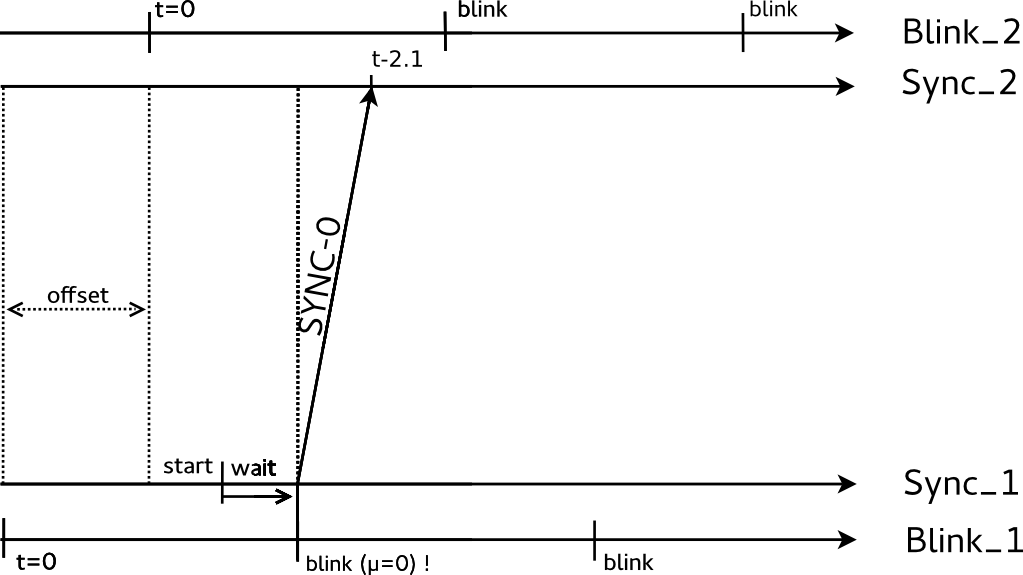 t=0
blink
blink
Blink_2
t-2.1
Sync_2
SYNC-0
offset
start
wait
Sync_1
Blink_1
t=0
blink (μ=0) !
blink